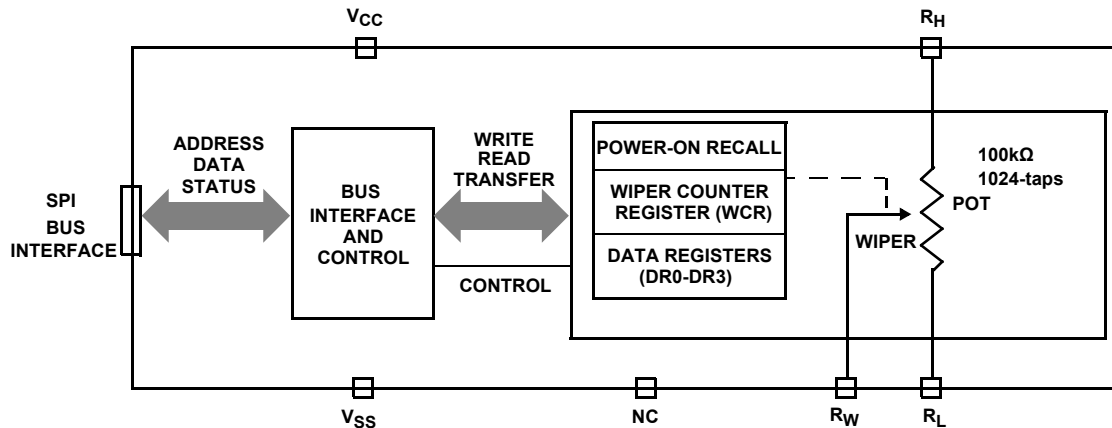 VCC
RH
ADDRESS
DATA
STATUS
SPI
BUS
INTERFACE
BUS
INTERFACE
AND
CONTROL
WRITE
READ
TRANSFER
CONTROL
POWER-ON RECALL
WIPER COUNTER
REGISTER (WCR)
DATA REGISTERS
(DR0-DR3)
100kΩ
1024-taps
POT
WIPER
VSS
NC
RW
RL